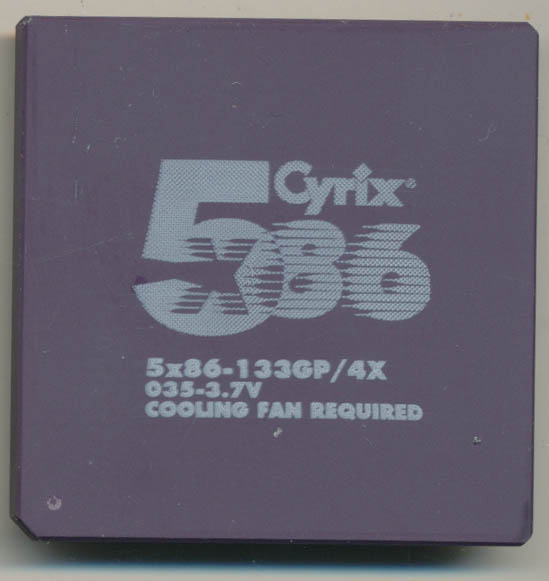 Cyrix®
5x86
5x86-133GP/4X
035-3.7V
COOLING FAN REQUIRED